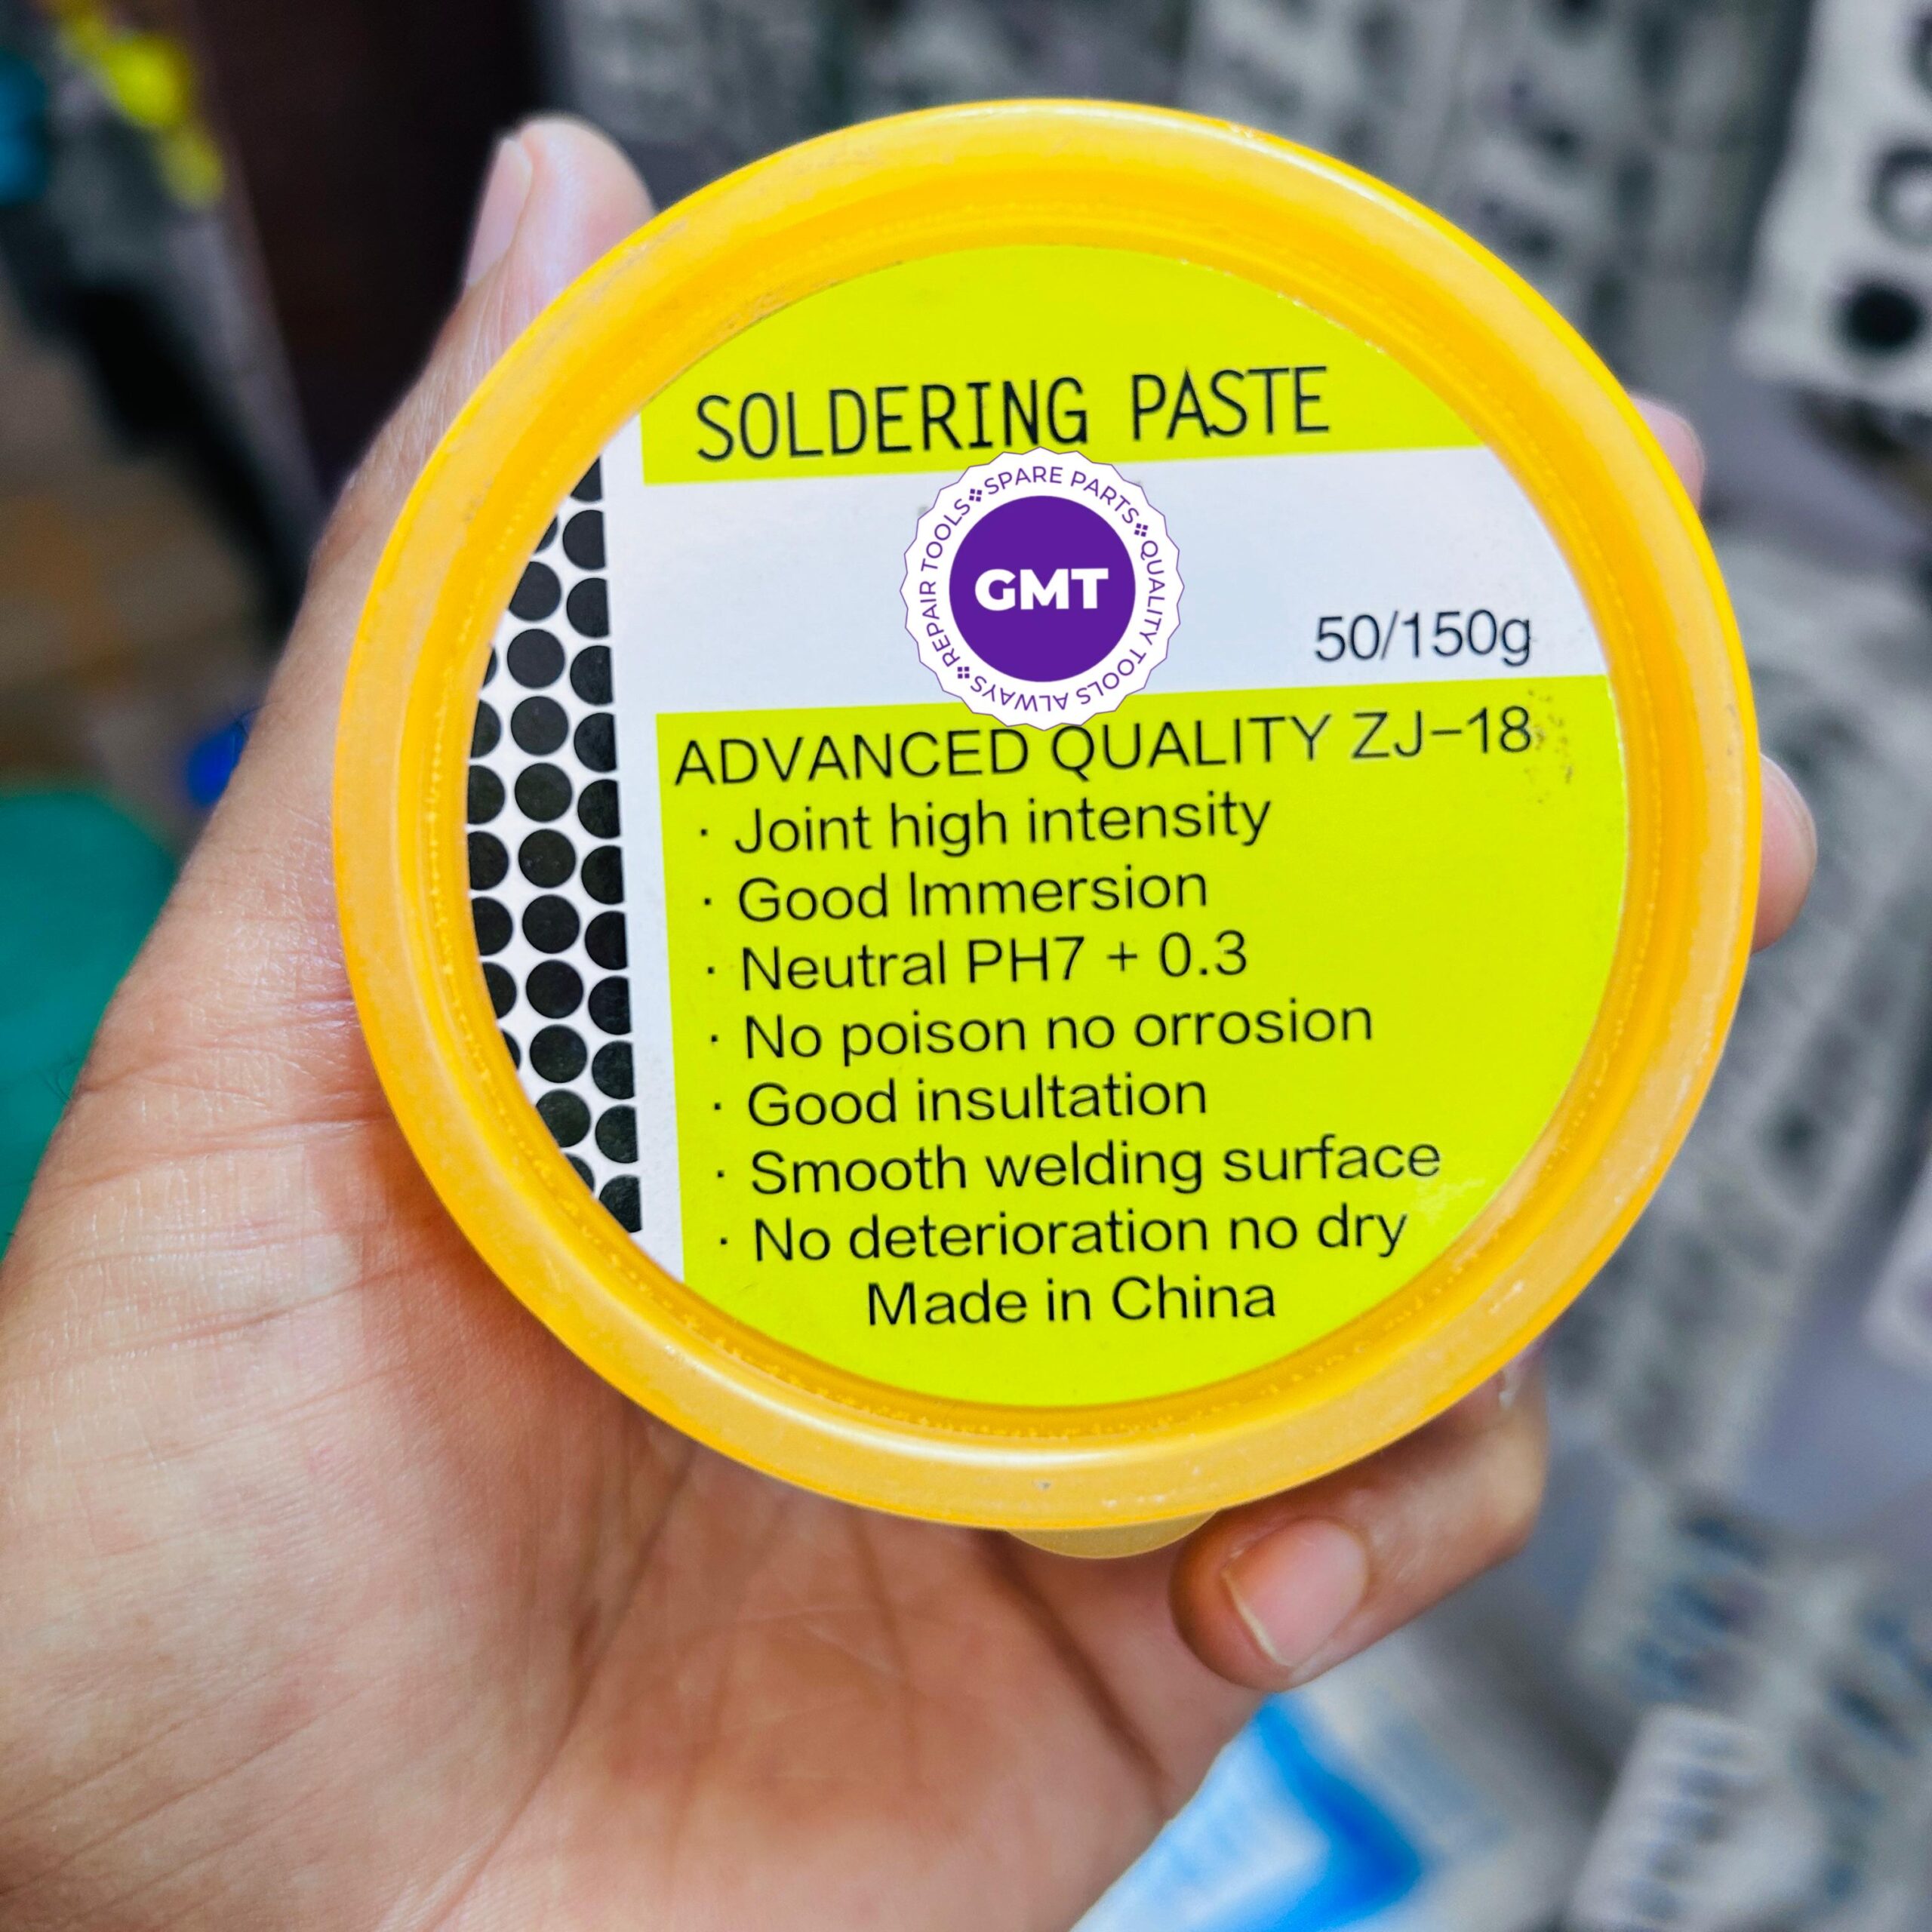 SOLDERING PASTE
SPARE PARTS QUALITY TOOLS ALWAYS REPAIR TOOLS
GMT
50/150g
ADVANCED QUALITY ZJ-18
· Joint high intensity
· Good Immersion
· Neutral PH7 + 0.3
· No poison no orrosion
· Good insultation
· Smooth welding surface
· No deterioration no dry
Made in China